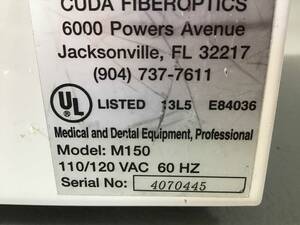 CUDA FIBEROPTICS
6000 Powers Avenue
Jacksonville, FL 32217
(904) 737-7611
UL LISTED 13L5 E84036
Medical and Dental Equipment, Professional
Model: M150
110/120 VAC 60 HZ
Serial No: 4070445